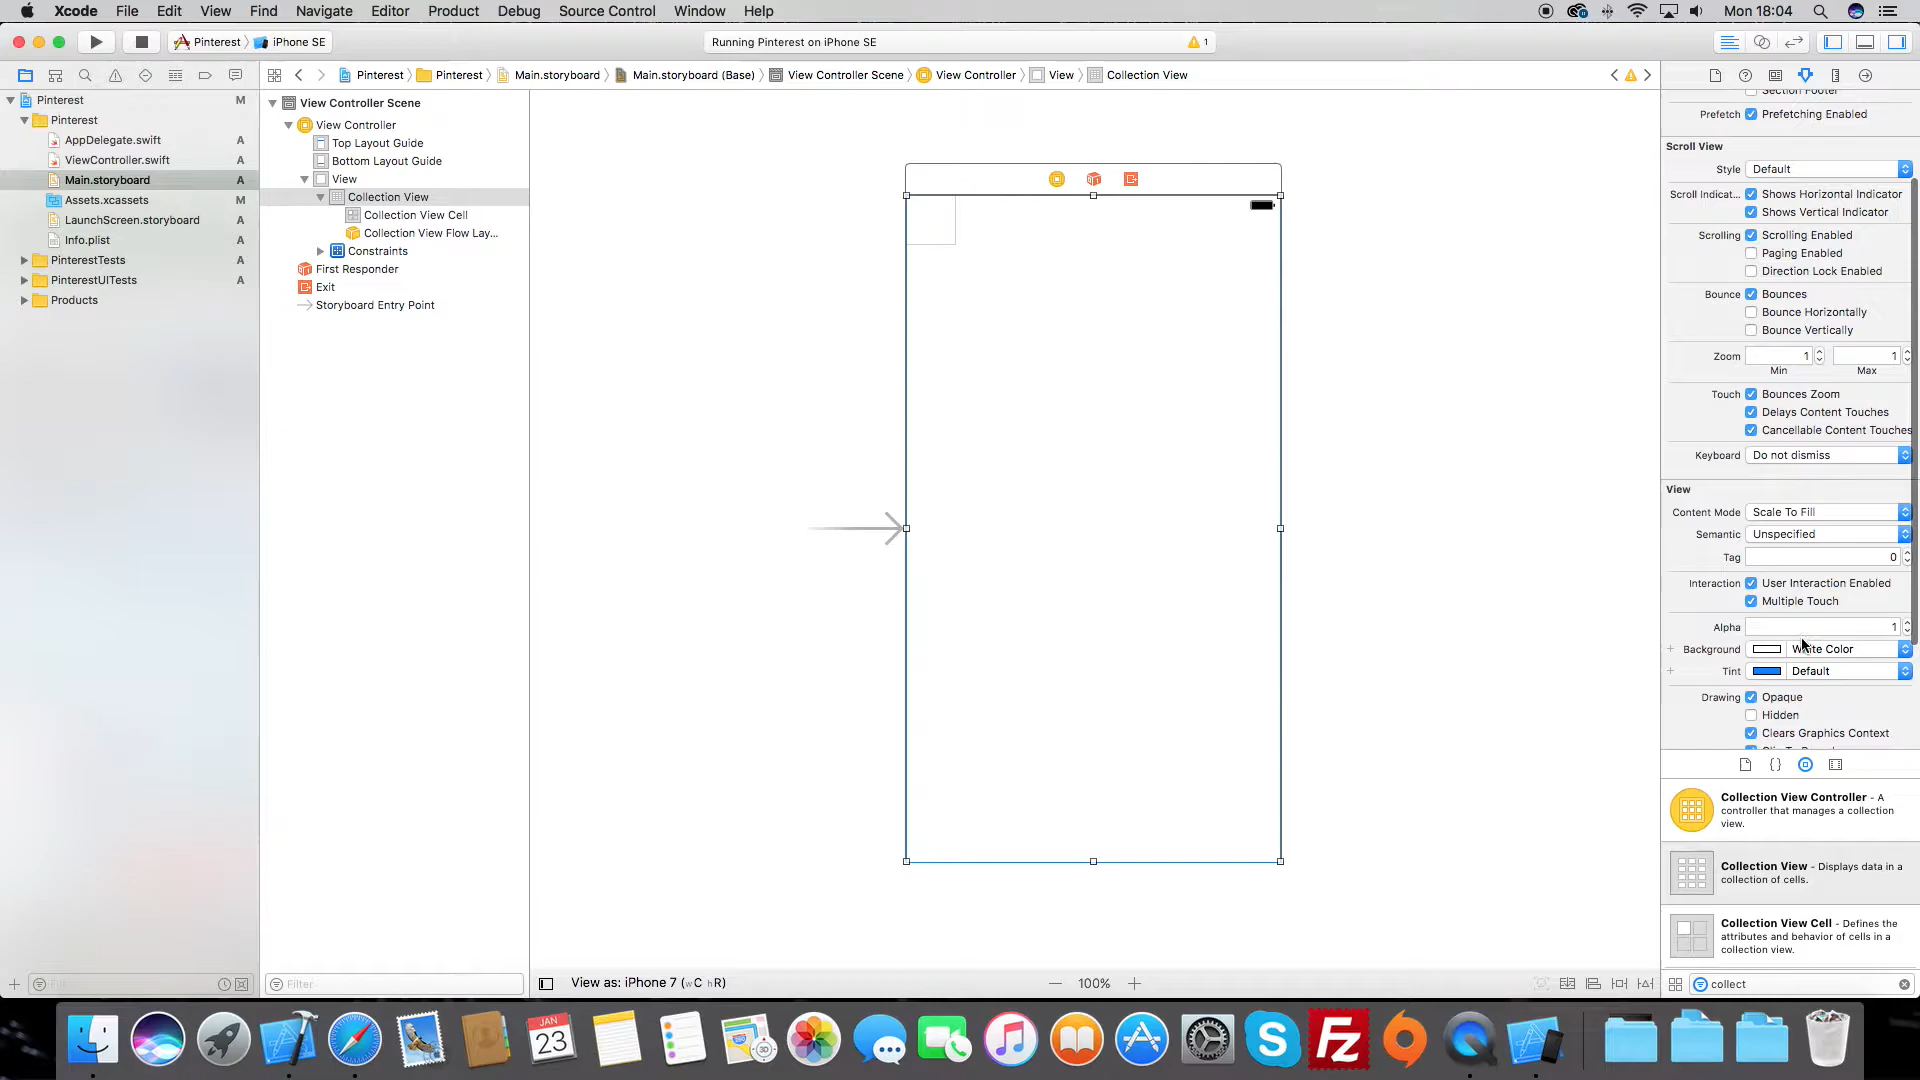 Xcode File Edit View Find Navigate Editor Product Debug Source Control Window Help Mon 18:04
Pinterest iPhone SE Running Pinterest on iPhone SE 1
Pinterest Pinterest Main.storyboard Main.storyboard (Base) View Controller Scene View Controller View Collection View
Pinterest M
Pinterest
AppDelegate.swift A
ViewController.swift A
Main.storyboard A
Assets.xcassets M
LaunchScreen.storyboard A
Info.plist A
PinterestTests A
PinterestUITests A
Products
View Controller Scene
View Controller
Top Layout Guide
Bottom Layout Guide
View
Collection View
Collection View Cell
Collection View Flow Lay...
Constraints
First Responder
Exit
Storyboard Entry Point
Section Footer
Prefetch Prefetching Enabled
Scroll View
Style Default
Scroll Indicat... Shows Horizontal Indicator
Shows Vertical Indicator
Scrolling Scrolling Enabled
Paging Enabled
Direction Lock Enabled
Bounce Bounces
Bounce Horizontally
Bounce Vertically
Zoom 1 1
Min Max
Touch Bounces Zoom
Delays Content Touches
Cancellable Content Touches
Keyboard Do not dismiss
View
Content Mode Scale To Fill
Semantic Unspecified
Tag 0
Interaction User Interaction Enabled
Multiple Touch
Alpha 1
Background White Color
Tint Default
Drawing Opaque
Hidden
Clears Graphics Context
Collection View Controller - A
controller that manages a collection
view.
Collection View - Displays data in a
collection of cells.
Collection View Cell - Defines the
attributes and behavior of cells in a
collection view.
Filter
Filter
View as: iPhone 7 (wC hR)
100%
collect
JAN
23